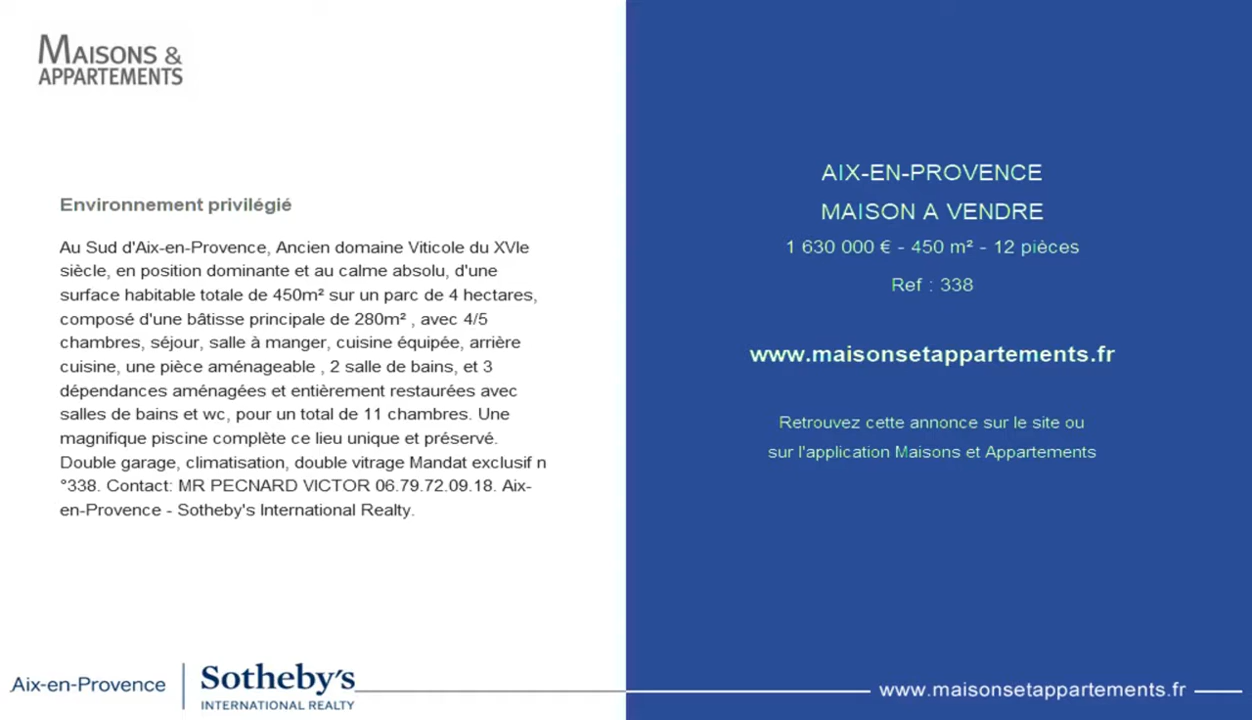 MAISONS &
APPARTEMENTS
Environnement privilégié
Au Sud d'Aix-en-Provence, Ancien domaine Viticole du XVIe
siècle, en position dominante et au calme absolu, d'une
surface habitable totale de 450m² sur un parc de 4 hectares,
composé d'une bâtisse principale de 280m² , avec 4/5
chambres, séjour, salle à manger, cuisine équipée, arrière
cuisine, une pièce aménageable , 2 salle de bains, et 3
dépendances aménagées et entièrement restaurées avec
salles de bains et wc, pour un total de 11 chambres. Une
magnifique piscine complète ce lieu unique et préservé.
Double garage, climatisation, double vitrage Mandat exclusif n
°338. Contact: MR PECNARD VICTOR 06.79.72.09.18. Aix-
en-Provence - Sotheby's International Realty.
AIX-EN-PROVENCE
MAISON A VENDRE
1 630 000 € - 450 m² - 12 pièces
Ref : 338
www.maisonsetappartements.fr
Retrouvez cette annonce sur le site ou
sur l'application Maisons et Appartements
Aix-en-Provence
Sotheby's
INTERNATIONAL REALTY
www.maisonsetappartements.fr